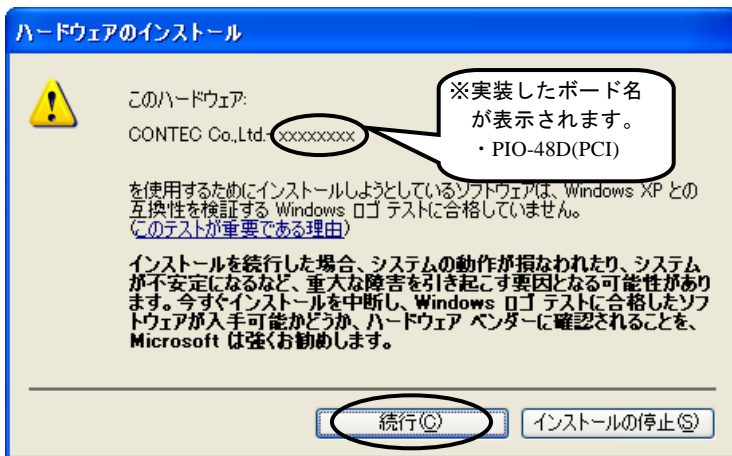 ハードウェアのインストール
このハードウェア:
CONTEC Co.,Ltd.-xxxxxxxx
※実装したボード名
が表示されます。
・PIO-48D(PCI)
を使用するためにインストールしようとしているソフトウェアは、Windows XP との
互換性を検証する Windows ロゴ テストに合格していません。
(このテストが重要である理由)
インストールを続行した場合、システムの動作が損なわれたり、システム
が不安定になるなど、重大な障害を引き起こす要因となる可能性があり
ます。今すぐインストールを中断し、Windows ロゴ テストに合格したソフ
トウェアが入手可能かどうか、ハードウェア ベンダーに確認されることを、
Microsoft は強くお勧めします。
続行(C)
インストールの停止(S)